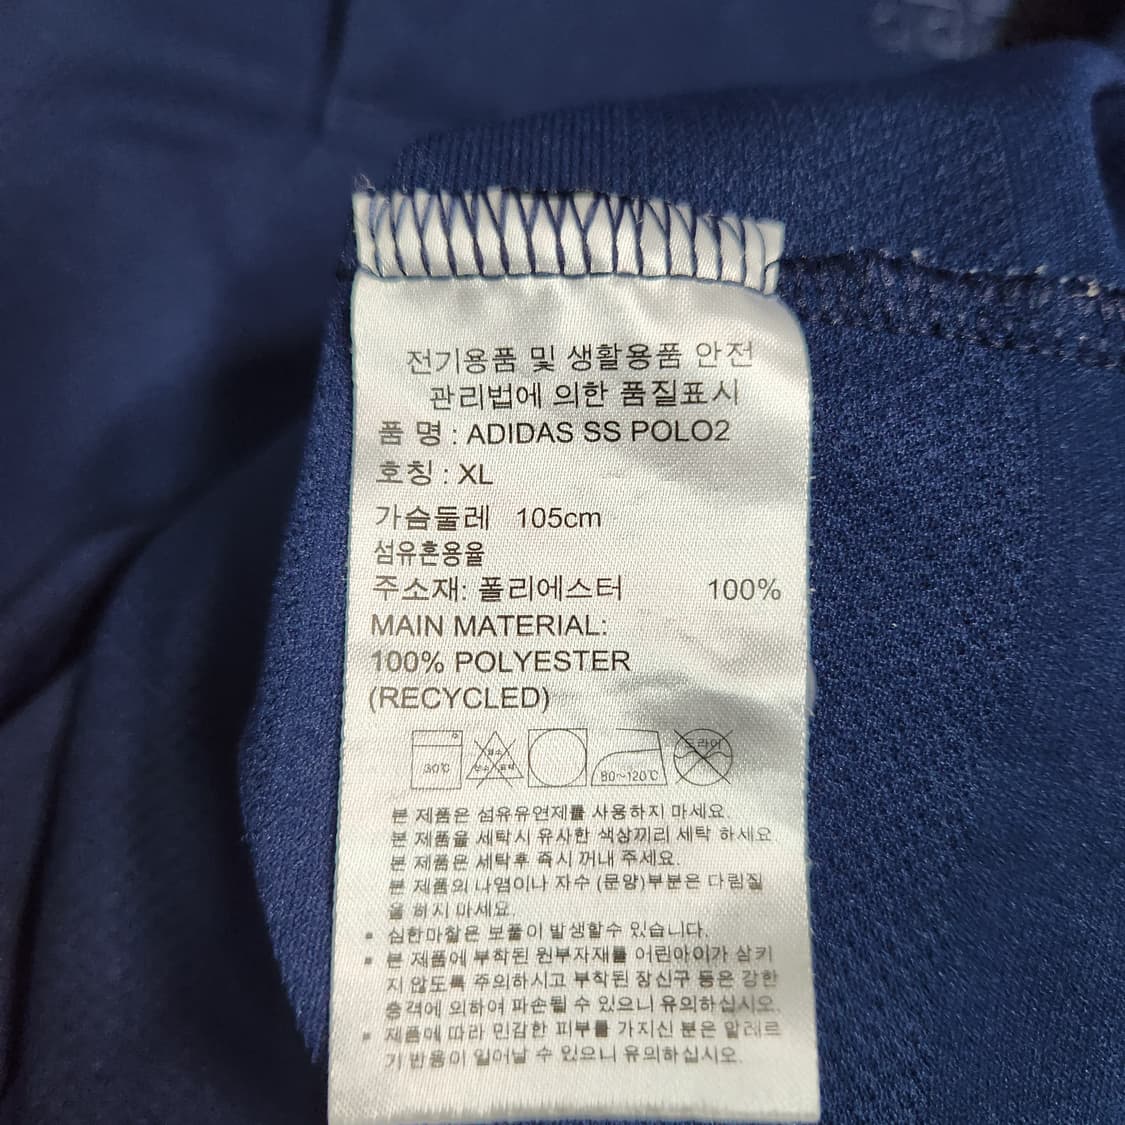 전기용품 및 생활용품 안전
관리법에 의한 품질표시
품 명 : ADIDAS SS POLO2
호칭 : XL
가슴둘레 105cm
섬유혼용율
주소재: 폴리에스터 100%
MAIN MATERIAL:
100% POLYESTER
(RECYCLED)
30℃
80~120℃
드라이
본 제품은 섬유유연제를 사용하지 마세요.
본 제품을 세탁시 유사한 색상끼리 세탁 하세요
본 제품은 세탁후 즉시 꺼내 주세요.
본 제품의 나염이나 자수 (문양)부분은 다림질
을 하지 마세요.
* 심한마찰은 보풀이 발생할수 있습니다.
* 본 제품에 부착된 원부자재를 어린아이가 삼키
지 않도록 주의하시고 부착된 장신구 등은 강한
충격에 의하여 파손될 수 있으니 유의하십시오.
* 제품에 따라 민감한 피부를 가지신 분은 알레르
기 반응이 일어날 수 있으니 유의하십시오.